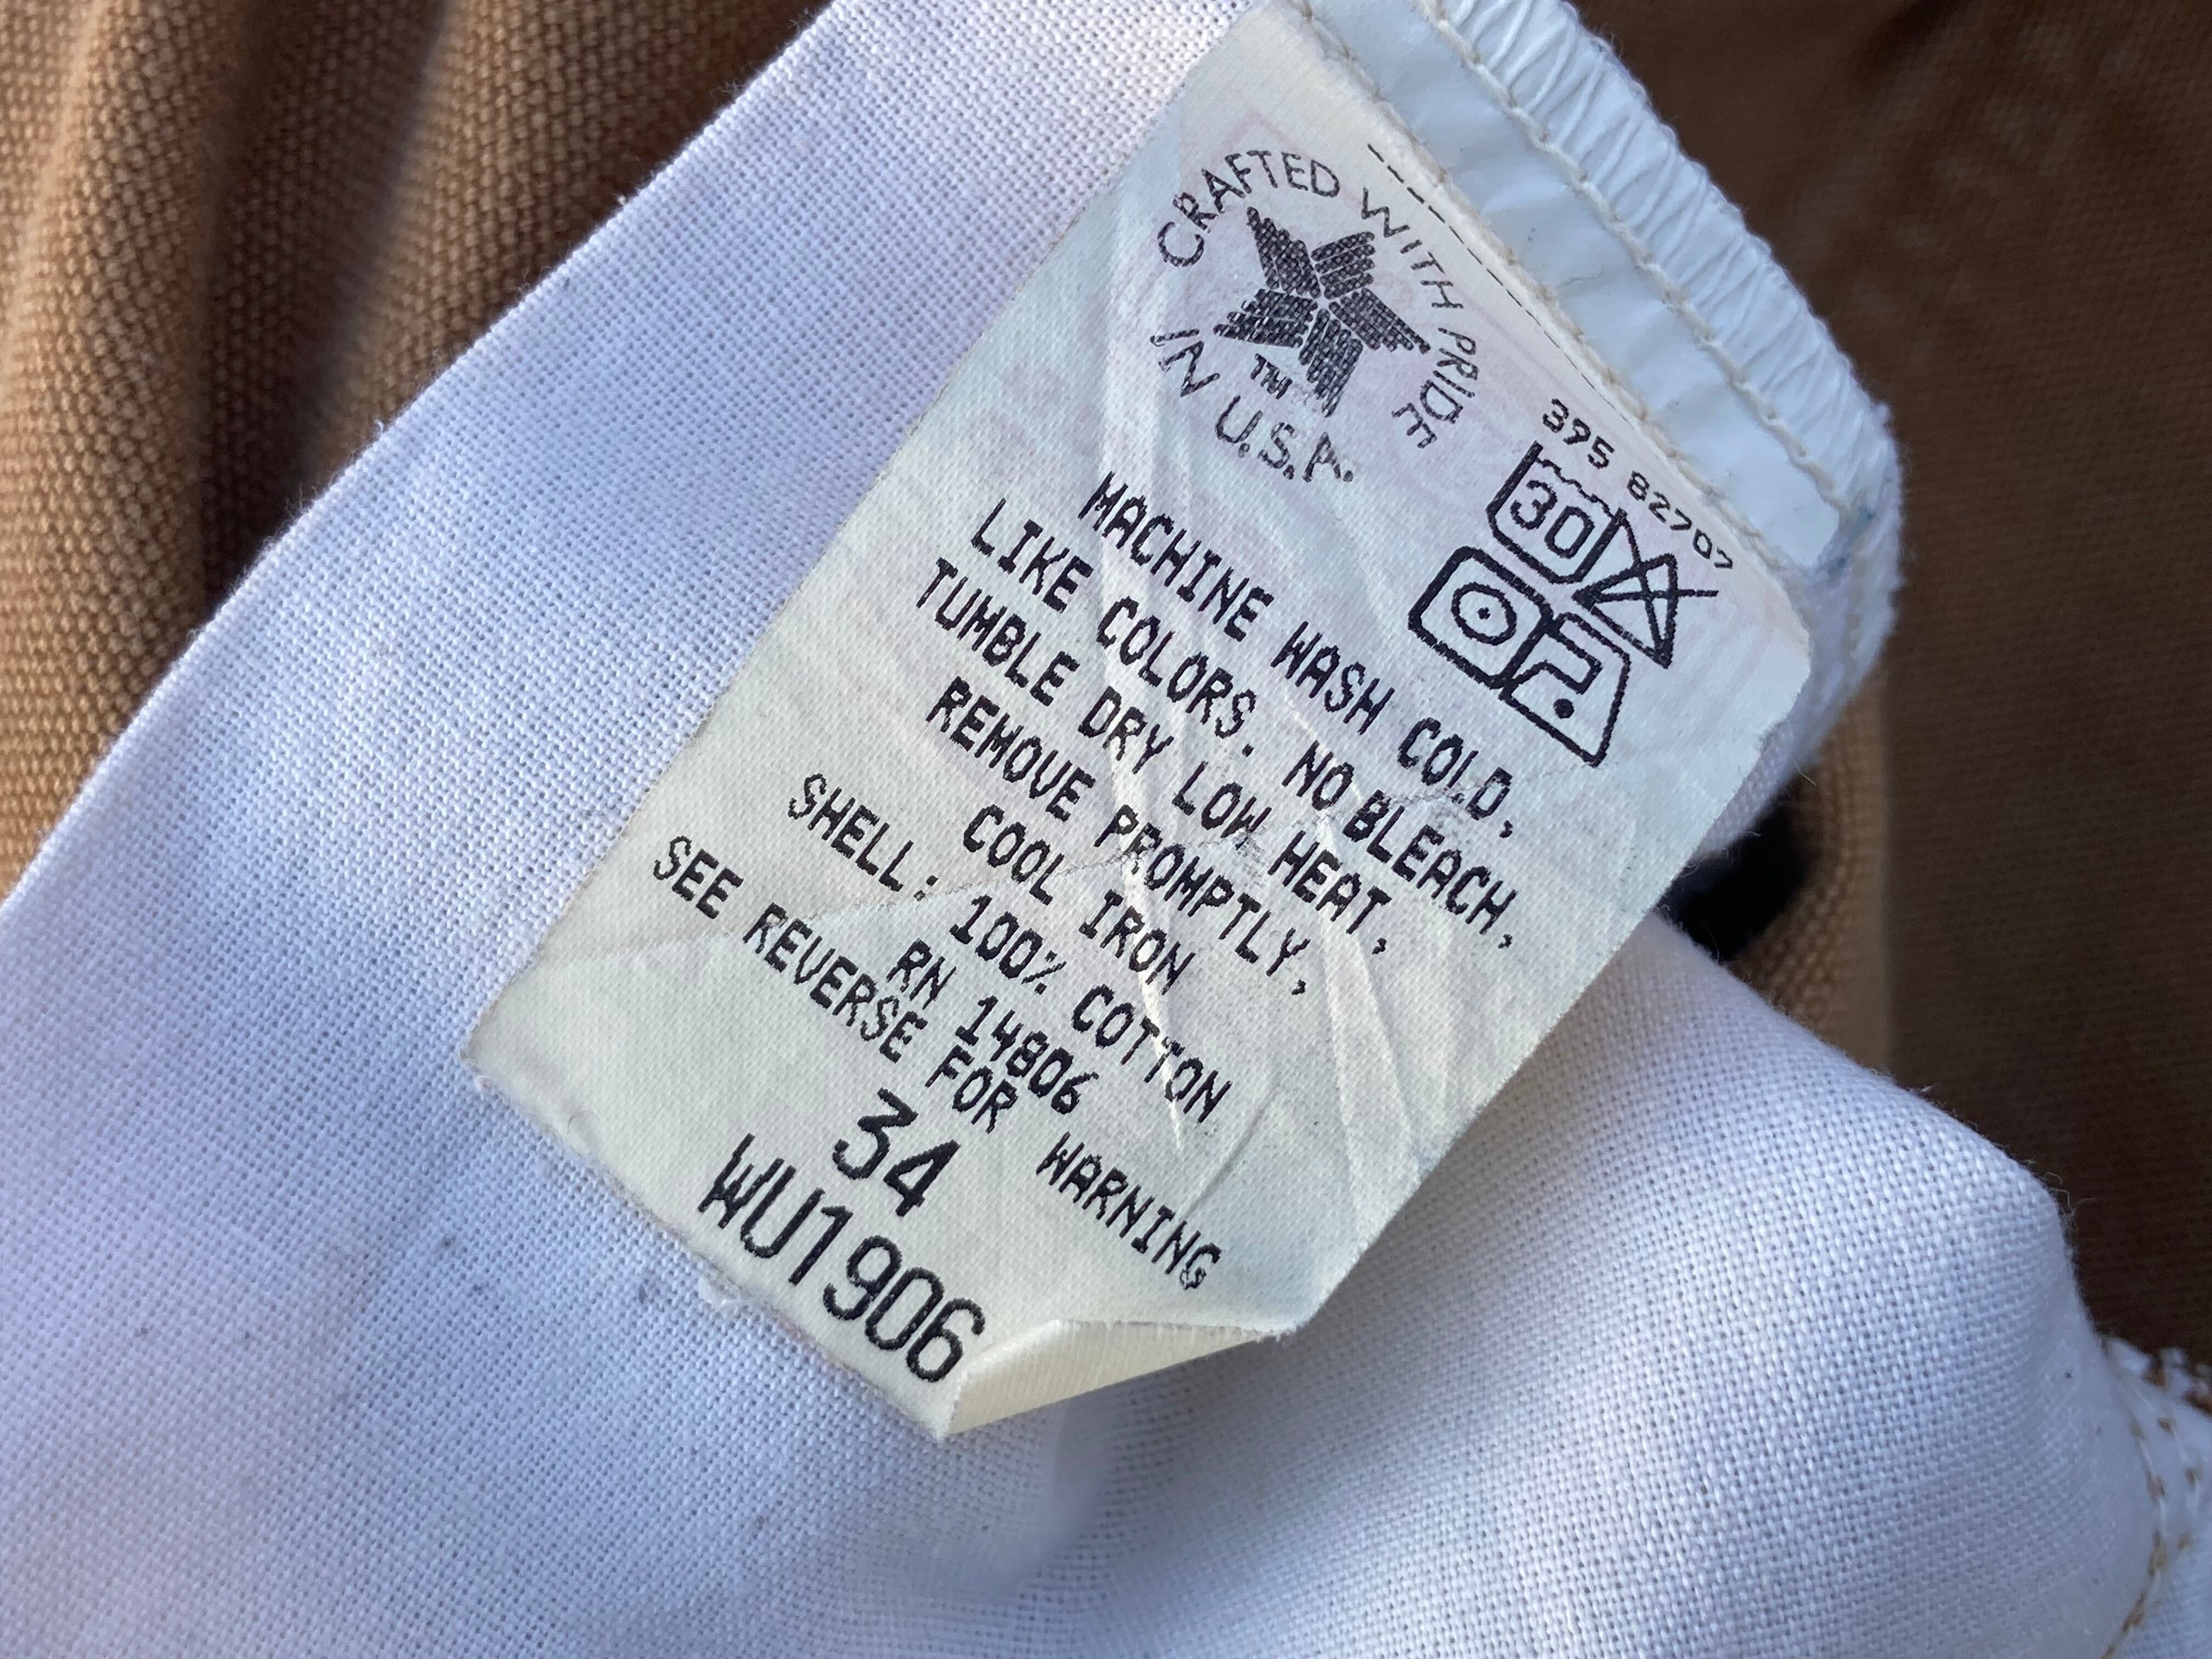 CRAFTED WITH PRIDE
TM
IN U.S.A.
395 82707
30
MACHINE WASH COLD,
LIKE COLORS. NO BLEACH,
TUMBLE DRY LOW HEAT,
REMOVE PROMPTLY,
COOL IRON
SHELL: 100% COTTON
RN 14806
SEE REVERSE FOR WARNING
34
WU1906